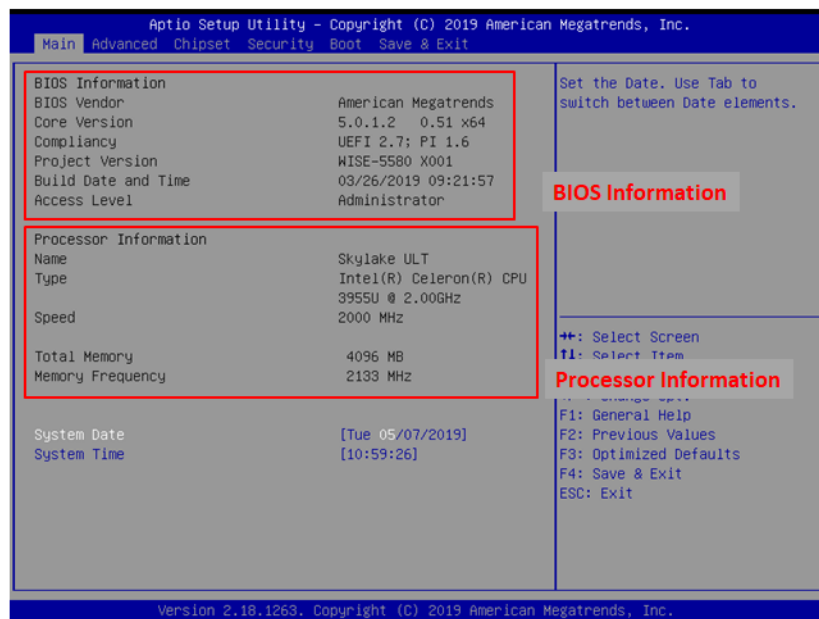 Aptio Setup Utility – Copyright (C) 2019 American Megatrends, Inc.
Main Advanced Chipset Security Boot Save & Exit
BIOS Information
BIOS Vendor American Megatrends
Core Version 5.0.1.2 0.51 x64
Compliancy UEFI 2.7; PI 1.6
Project Version WISE-5580 X001
Build Date and Time 03/26/2019 09:21:57
Access Level Administrator
Processor Information
Name Skylake ULT
Type Intel(R) Celeron(R) CPU
3955U @ 2.00GHz
Speed 2000 MHz
Total Memory 4096 MB
Memory Frequency 2133 MHz
System Date [Tue 05/07/2019]
System Time [10:59:26]
Set the Date. Use Tab to
switch between Date elements.
BIOS Information
→←: Select Screen
↑↓: Select Item
Processor Information
F1: General Help
F2: Previous Values
F3: Optimized Defaults
F4: Save & Exit
ESC: Exit
Version 2.18.1263. Copyright (C) 2019 American Megatrends, Inc.